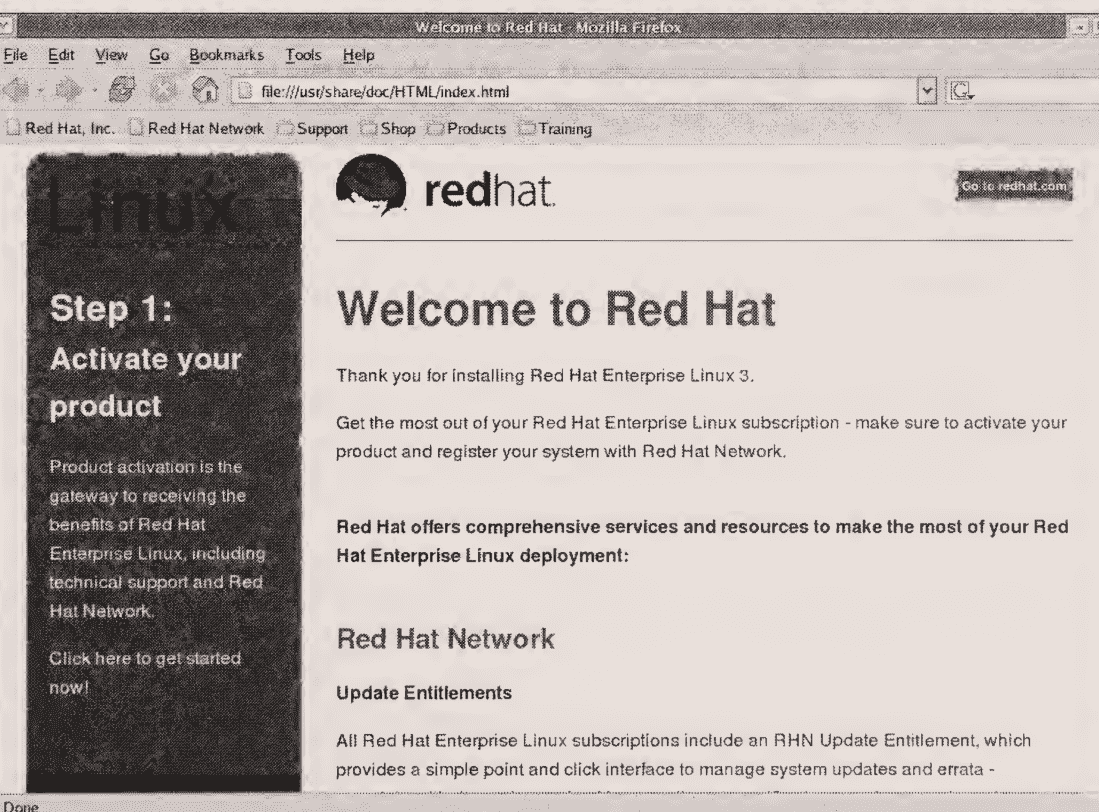 Welcome to Red Hat - Mozilla Firefox
File Edit View Go Bookmarks Tools Help
file:///usr/share/doc/HTML/index.html
G
Red Hat, Inc. Red Hat Network Support Shop Products Training
Linux
Step 1:
Activate your
product
Product activation is the
gateway to receiving the
benefits of Red Hat
Enterprise Linux, including
technical support and Red
Hat Network.
Click here to get started
now!
redhat.
Go to redhat.com
Welcome to Red Hat
Thank you for installing Red Hat Enterprise Linux 3.
Get the most out of your Red Hat Enterprise Linux subscription - make sure to activate your
product and register your system with Red Hat Network.
Red Hat offers comprehensive services and resources to make the most of your Red
Hat Enterprise Linux deployment:
Red Hat Network
Update Entitlements
All Red Hat Enterprise Linux subscriptions include an RHN Update Entitlement, which
provides a simple point and click interface to manage system updates and errata -
Done